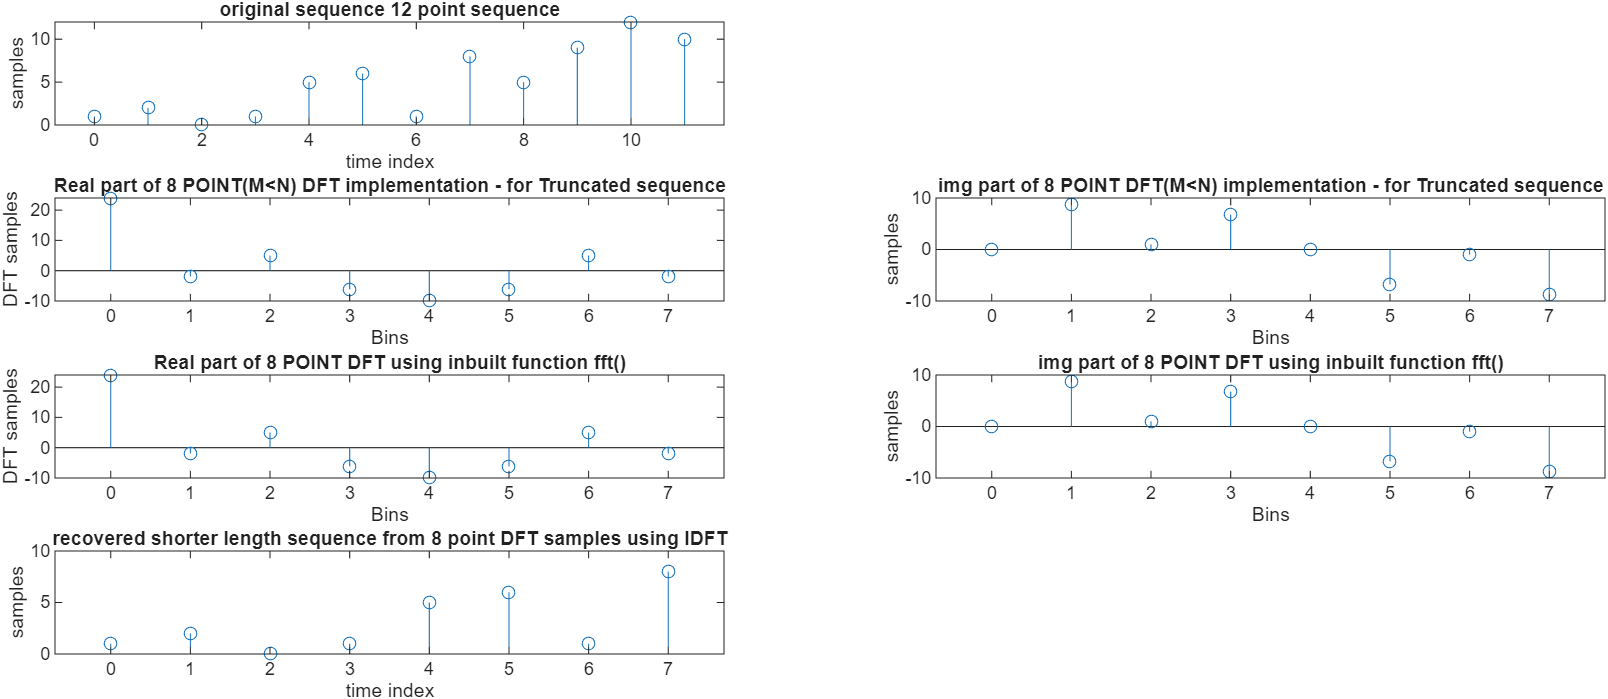 original sequence 12 point sequence
samples
10
5
0
0 2 4 6 8 10
time index
Real part of 8 POINT(M<N) DFT implementation - for Truncated sequence
DFT samples
20
10
0
-10
0 1 2 3 4 5 6 7
Bins
img part of 8 POINT DFT(M<N) implementation - for Truncated sequence
samples
10
0
-10
0 1 2 3 4 5 6 7
Bins
Real part of 8 POINT DFT using inbuilt function fft()
DFT samples
20
10
0
-10
0 1 2 3 4 5 6 7
Bins
img part of 8 POINT DFT using inbuilt function fft()
samples
10
0
-10
0 1 2 3 4 5 6 7
Bins
recovered shorter length sequence from 8 point DFT samples using IDFT
samples
10
5
0
0 1 2 3 4 5 6 7
time index